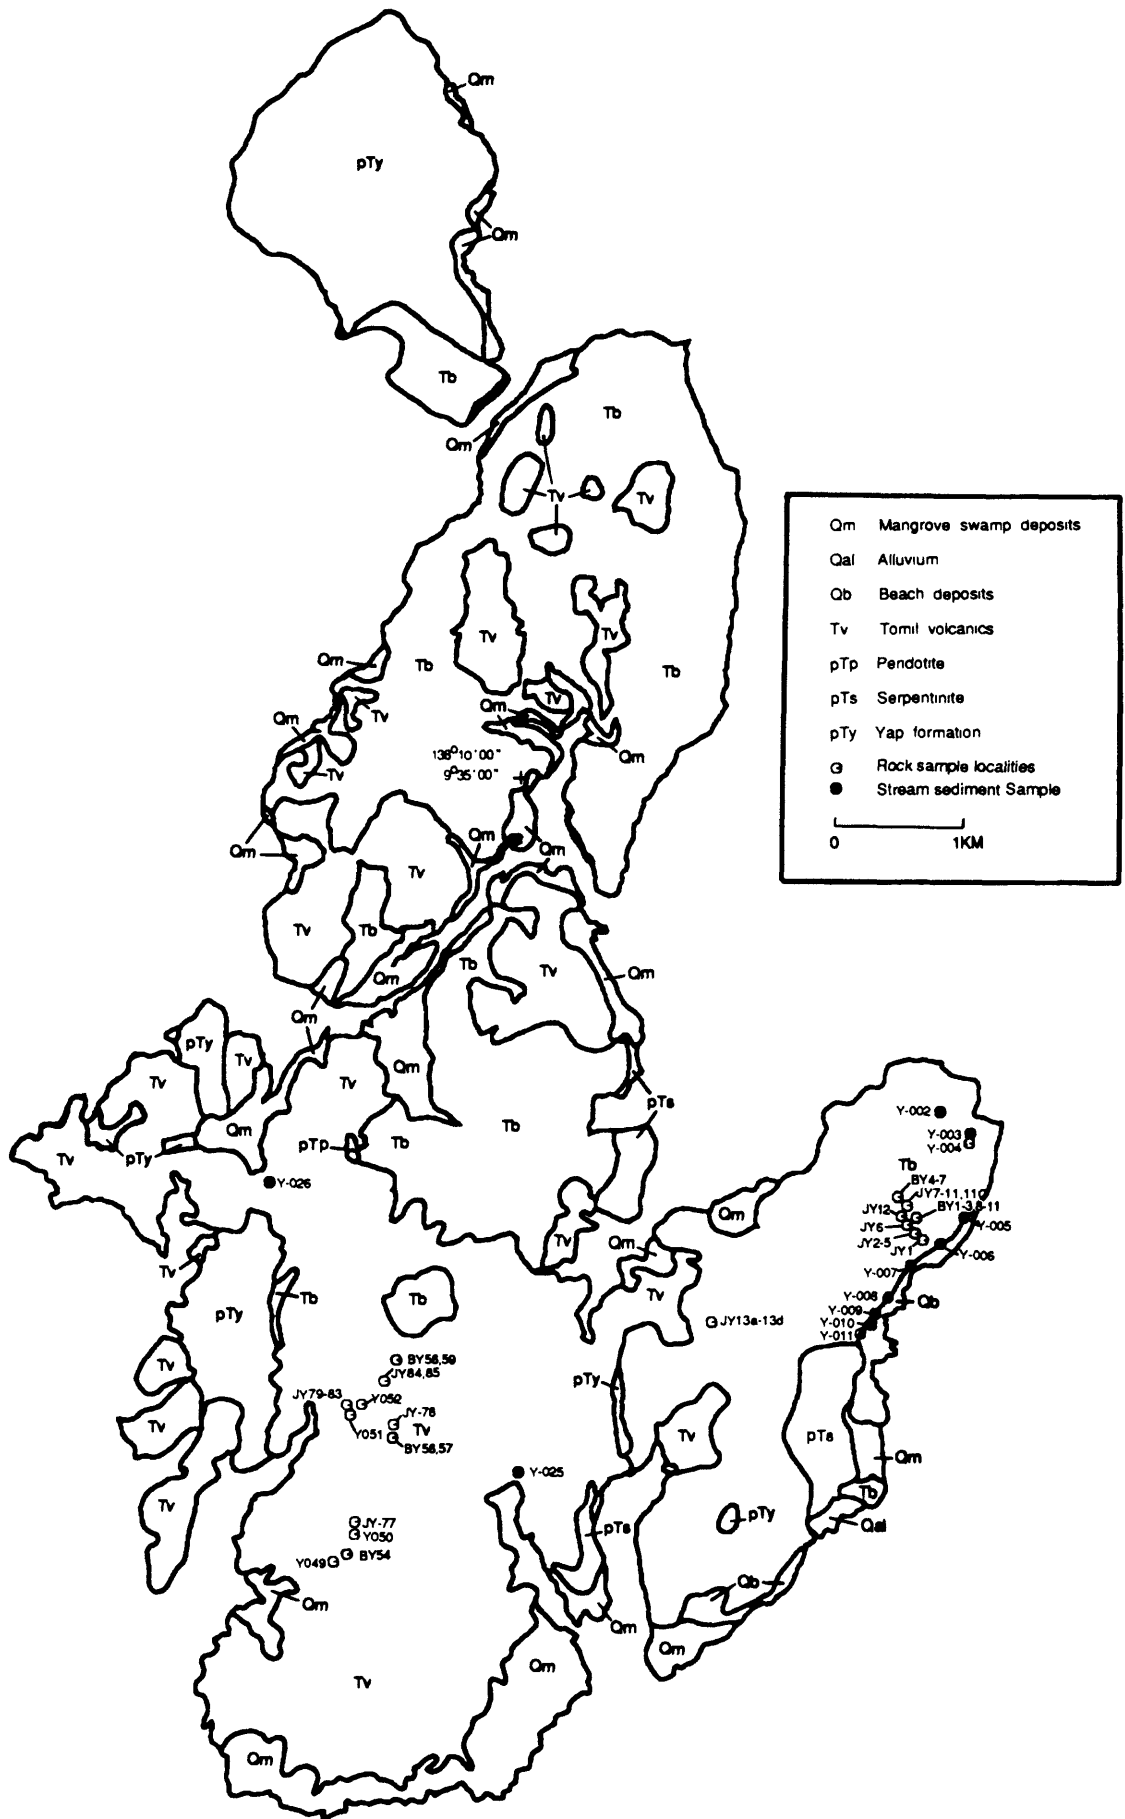 Qm
pTy
Qm
Tb
Tb
Qm
Tv
Tv
Qm Mangrove swamp deposits
Qal Alluvium
Qb Beach deposits
Tv Tomil volcanics
pTp Peridotite
pTs Serpentinite
pTy Yap formation
Rock sample localities
Stream sediment Sample
0 1KM
Tv
Tv
Qm
Tb
Tb
Tv
Qm
Tv
Qm
Qm
138°10'00"
9°35'00"
Tv
Qm
Qm
Qm
Tv
Tv
Tb
Tb
Tv
Qm
Qm
Qm
pTy
Tv
Tv
Qm
Tv
pTs
Y-002
Qm
Tb
Tb
Y-003
Y-004
Tv
pTy
pTp
Tb
BY4-7
Y-026
JY7-11,11C
JY12
BY1-3,8-11
Qm
JY6
Y-005
Tv
Qm
JY2-5
JY1
Y-006
Tv
Y-007
Tb
Tb
Tv
Y-008
Qb
pTy
JY13a-13d
Y-009
Y-010
Y-011
BY58,59
Tv
JY84,85
pTy
JY79-83
Y052
JY-78
Tv
Tv
Y051
Tv
pTs
BY56,57
Qm
Y-025
Tb
Tv
JY-77
Y050
pTs
pTy
Qal
Y049
BY54
Qb
Qm
Qm
Qm
Qm
Tv
Qm